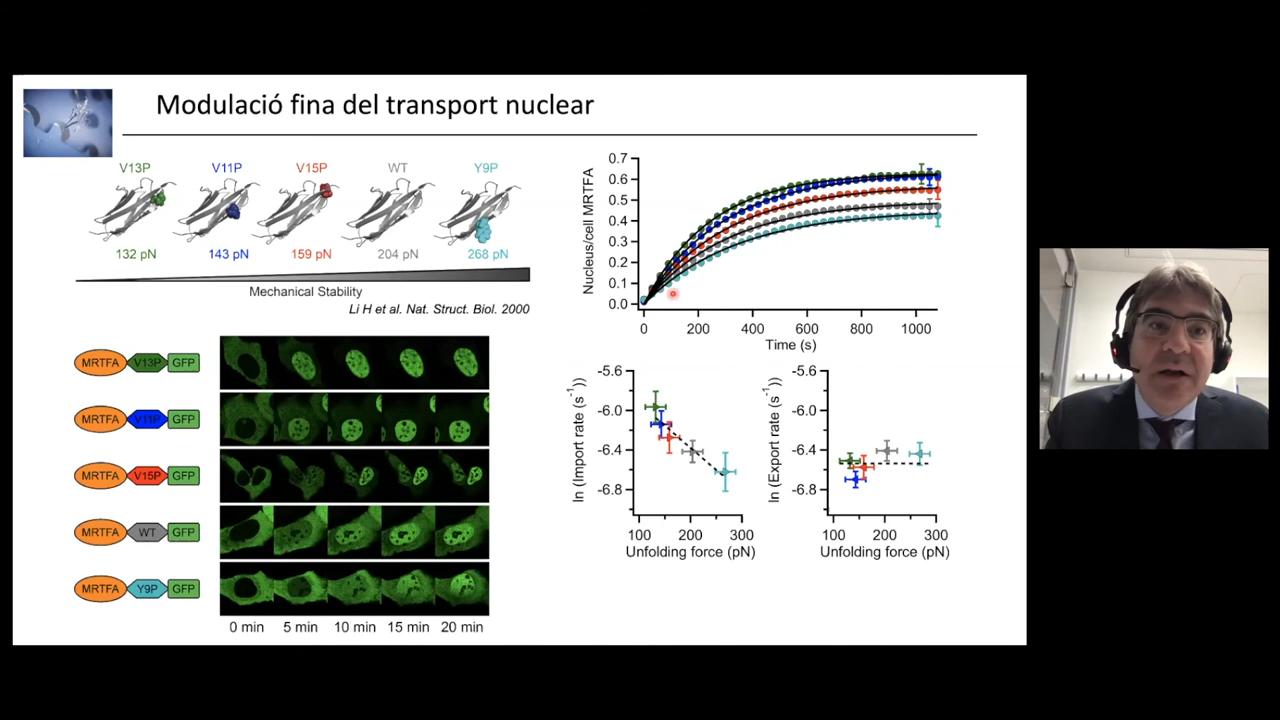 Modulació fina del transport nuclear
V13P V11P V15P WT Y9P
132 pN 143 pN 159 pN 204 pN 268 pN
Mechanical Stability
Li H et al. Nat. Struct. Biol. 2000
MRTFA V13P GFP
MRTFA V11P GFP
MRTFA V15P GFP
MRTFA WT GFP
MRTFA Y9P GFP
0 min 5 min 10 min 15 min 20 min
Nucleus/cell MRTFA
0.7
0.6
0.5
0.4
0.3
0.2
0.1
0.0
0 200 400 600 800 1000
Time (s)
ln (Import rate (s⁻¹))
-5.6
-6.0
-6.4
-6.8
100 200 300
Unfolding force (pN)
ln (Export rate (s⁻¹))
-5.6
-6.0
-6.4
-6.8
100 200 300
Unfolding force (pN)